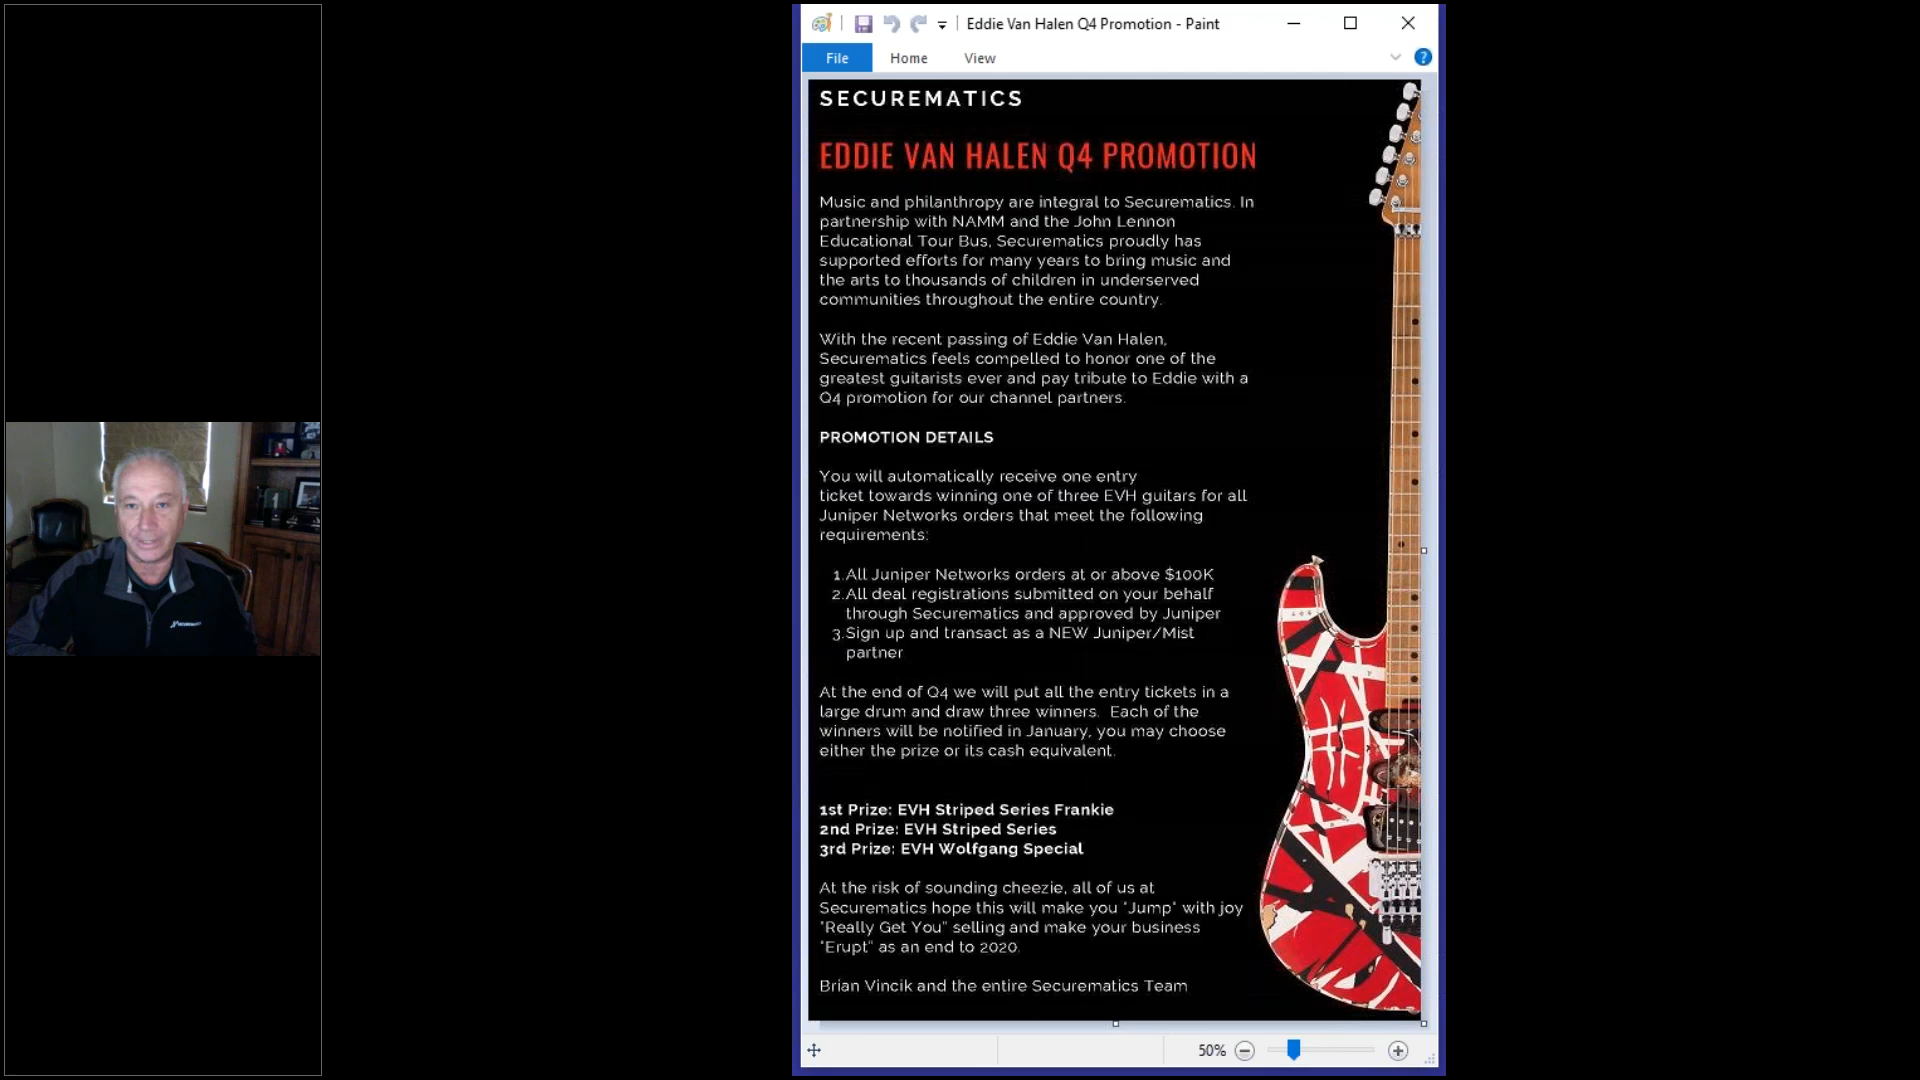 Eddie Van Halen Q4 Promotion - Paint
File Home View
SECUREMATICS
EDDIE VAN HALEN Q4 PROMOTION
Music and philanthropy are integral to Securematics. In
partnership with NAMM and the John Lennon
Educational Tour Bus, Securematics proudly has
supported efforts for many years to bring music and
the arts to thousands of children in underserved
communities throughout the entire country.
With the recent passing of Eddie Van Halen,
Securematics feels compelled to honor one of the
greatest guitarists ever and pay tribute to Eddie with a
Q4 promotion for our channel partners.
PROMOTION DETAILS
You will automatically receive one entry
ticket towards winning one of three EVH guitars for all
Juniper Networks orders that meet the following
requirements:
1. All Juniper Networks orders at or above $100K
2. All deal registrations submitted on your behalf
through Securematics and approved by Juniper
3. Sign up and transact as a NEW Juniper/Mist
partner
At the end of Q4 we will put all the entry tickets in a
large drum and draw three winners. Each of the
winners will be notified in January, you may choose
either the prize or its cash equivalent.
1st Prize: EVH Striped Series Frankie
2nd Prize: EVH Striped Series
3rd Prize: EVH Wolfgang Special
At the risk of sounding cheezie, all of us at
Securematics hope this will make you "Jump" with joy
"Really Get You" selling and make your business
"Erupt" as an end to 2020.
Brian Vincik and the entire Securematics Team
50%